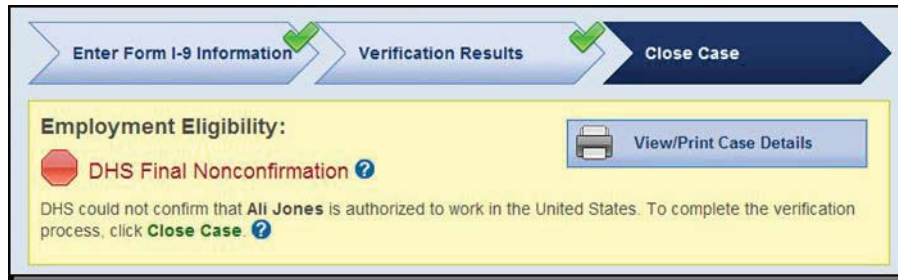 Enter Form I-9 Information
Verification Results
Close Case
Employment Eligibility:
View/Print Case Details
DHS Final Nonconfirmation ?
DHS could not confirm that Ali Jones is authorized to work in the United States. To complete the verification
process, click Close Case. ?